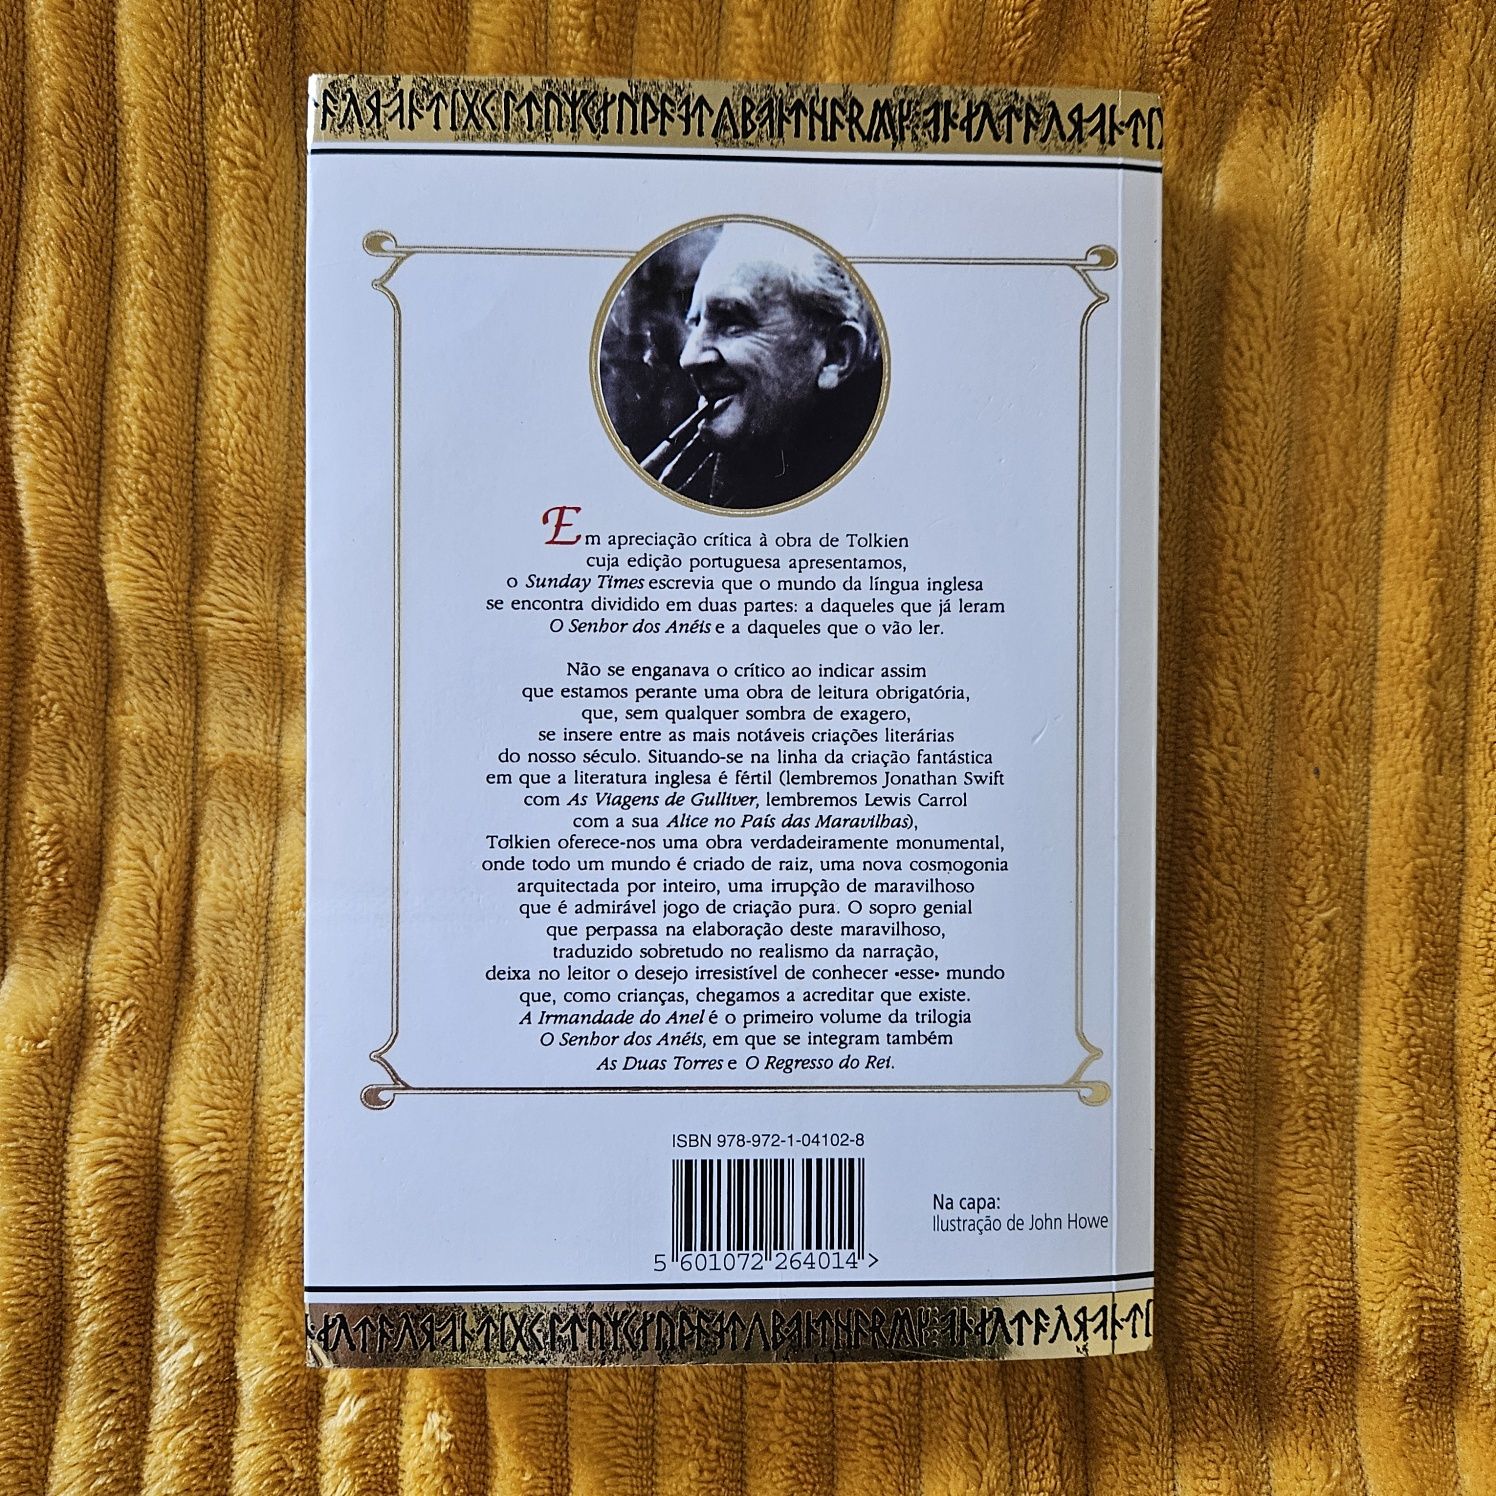 Em apreciação crítica à obra de Tolkien
cuja edição portuguesa apresentamos,
o Sunday Times escrevia que o mundo da língua inglesa
se encontra dividido em duas partes: a daqueles que já leram
O Senhor dos Anéis e a daqueles que o vão ler.
Não se enganava o crítico ao indicar assim
que estamos perante uma obra de leitura obrigatória,
que, sem qualquer sombra de exagero,
se insere entre as mais notáveis criações literárias
do nosso século. Situando-se na linha da criação fantástica
em que a literatura inglesa é fértil (lembremos Jonathan Swift
com As Viagens de Gulliver, lembremos Lewis Carrol
com a sua Alice no País das Maravilhas),
Tolkien oferece-nos uma obra verdadeiramente monumental,
onde todo um mundo é criado de raiz, uma nova cosmogonia
arquitectada por inteiro, uma irrupção de maravilhoso
que é admirável jogo de criação pura. O sopro genial
que perpassa na elaboração deste maravilhoso,
traduzido sobretudo no realismo da narração,
deixa no leitor o desejo irresistível de conhecer «esse» mundo
que, como crianças, chegamos a acreditar que existe.
A Irmandade do Anel é o primeiro volume da trilogia
O Senhor dos Anéis, em que se integram também
As Duas Torres e O Regresso do Rei.
ISBN 978-972-1-04102-8
Na capa:
Ilustração de John Howe
5 601072 264014 >